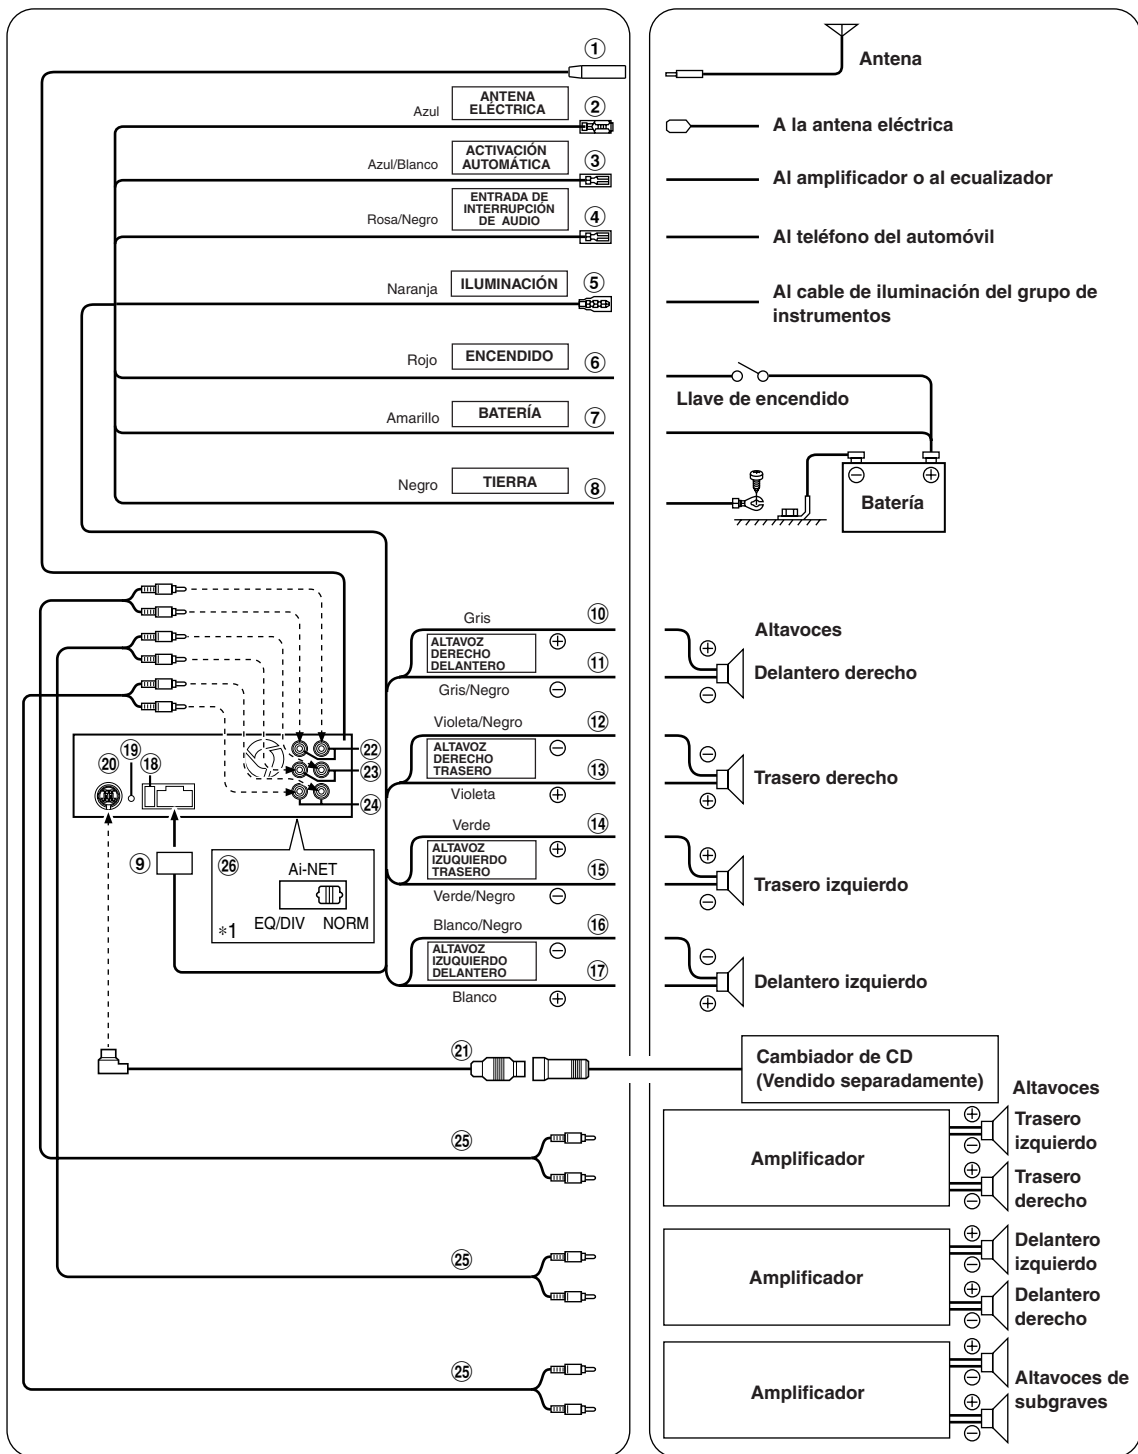 ①
Antena
Azul
ANTENA
ELÉCTRICA
②
A la antena eléctrica
Azul/Blanco
ACTIVACIÓN
AUTOMÁTICA
③
Al amplificador o al ecualizador
Rosa/Negro
ENTRADA DE
INTERRUPCIÓN
DE AUDIO
④
Al teléfono del automóvil
Naranja
ILUMINACIÓN
⑤
Al cable de iluminación del grupo de
instrumentos
Rojo
ENCENDIDO
⑥
Llave de encendido
Amarillo
BATERÍA
⑦
Negro
TIERRA
⑧
⊖
⊕
Batería
Gris
⑩
ALTAVOZ
DERECHO
DELANTERO
⊕
⑪
Gris/Negro
⊖
Altavoces
⊕
Delantero derecho
⊖
Violeta/Negro
⑫
ALTAVOZ
DERECHO
TRASERO
⊖
⑬
Violeta
⊕
⊖
Trasero derecho
⊕
⑲
⑳
⑱
㉒
㉓
㉔
Verde
⑭
ALTAVOZ
IZUQUIERDO
TRASERO
⊕
⑮
Verde/Negro
⊖
⊕
Trasero izquierdo
⊖
⑨
㉖
Ai-NET
EQ/DIV
NORM
*1
Blanco/Negro
⑯
ALTAVOZ
IZUQUIERDO
DELANTERO
⊖
⑰
Blanco
⊕
⊖
Delantero izquierdo
⊕
㉑
Cambiador de CD
(Vendido separadamente)
Altavoces
㉕
Amplificador
⊕
⊖
Trasero
izquierdo
⊕
⊖
Trasero
derecho
㉕
Amplificador
⊕
⊖
Delantero
izquierdo
⊕
⊖
Delantero
derecho
㉕
Amplificador
⊕
⊖
⊕
⊖
Altavoces de
subgraves